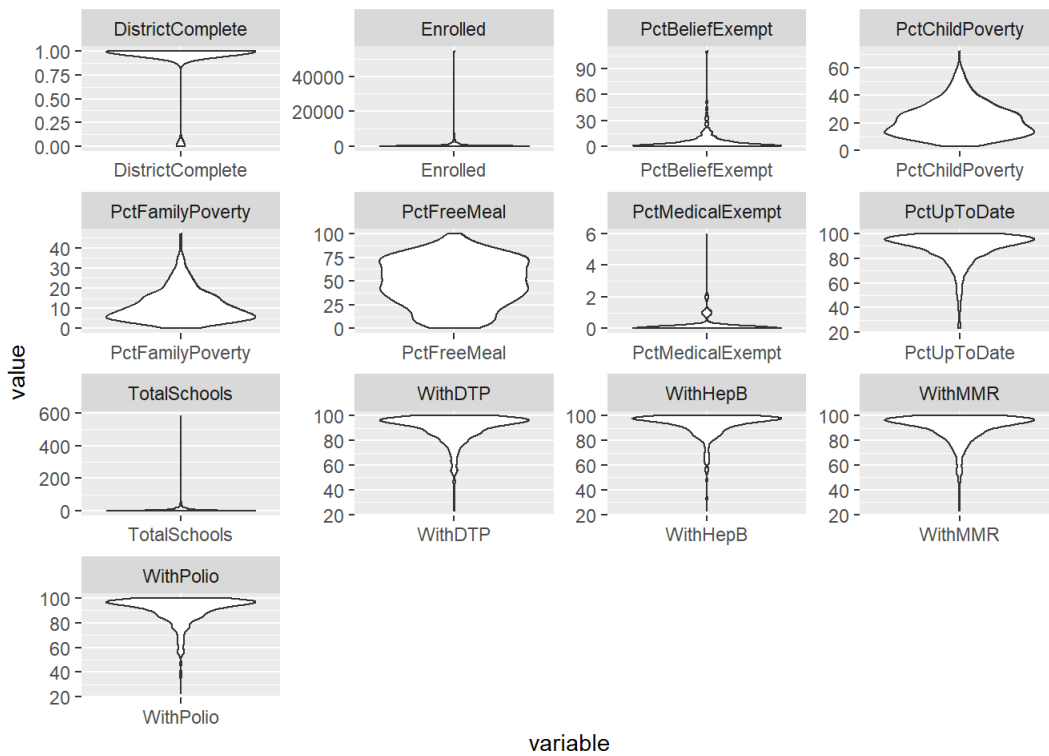 DistrictComplete
1.00
0.75
0.50
0.25
0.00
DistrictComplete
Enrolled
40000
20000
0
Enrolled
PctBeliefExempt
90
60
30
0
PctBeliefExempt
PctChildPoverty
60
40
20
0
PctChildPoverty
PctFamilyPoverty
40
30
20
10
0
PctFamilyPoverty
PctFreeMeal
100
75
50
25
0
PctFreeMeal
PctMedicalExempt
6
4
2
0
PctMedicalExempt
PctUpToDate
100
80
60
40
20
PctUpToDate
value
TotalSchools
600
400
200
0
TotalSchools
WithDTP
100
80
60
40
20
WithDTP
WithHepB
100
80
60
40
20
WithHepB
WithMMR
100
80
60
40
20
WithMMR
WithPolio
100
80
60
40
20
WithPolio
variable